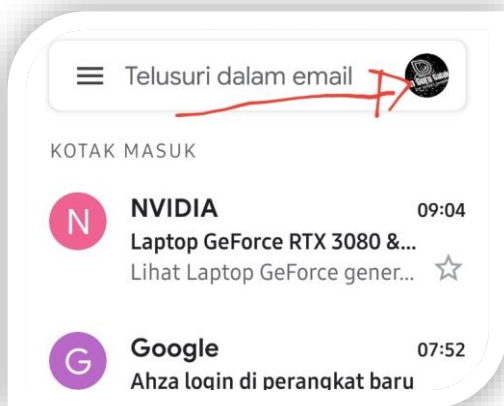 Telusuri dalam email
KOTAK MASUK
N
NVIDIA 09:04
Laptop GeForce RTX 3080 &...
Lihat Laptop GeForce gener...
G
Google 07:52
Ahza login di perangkat baru